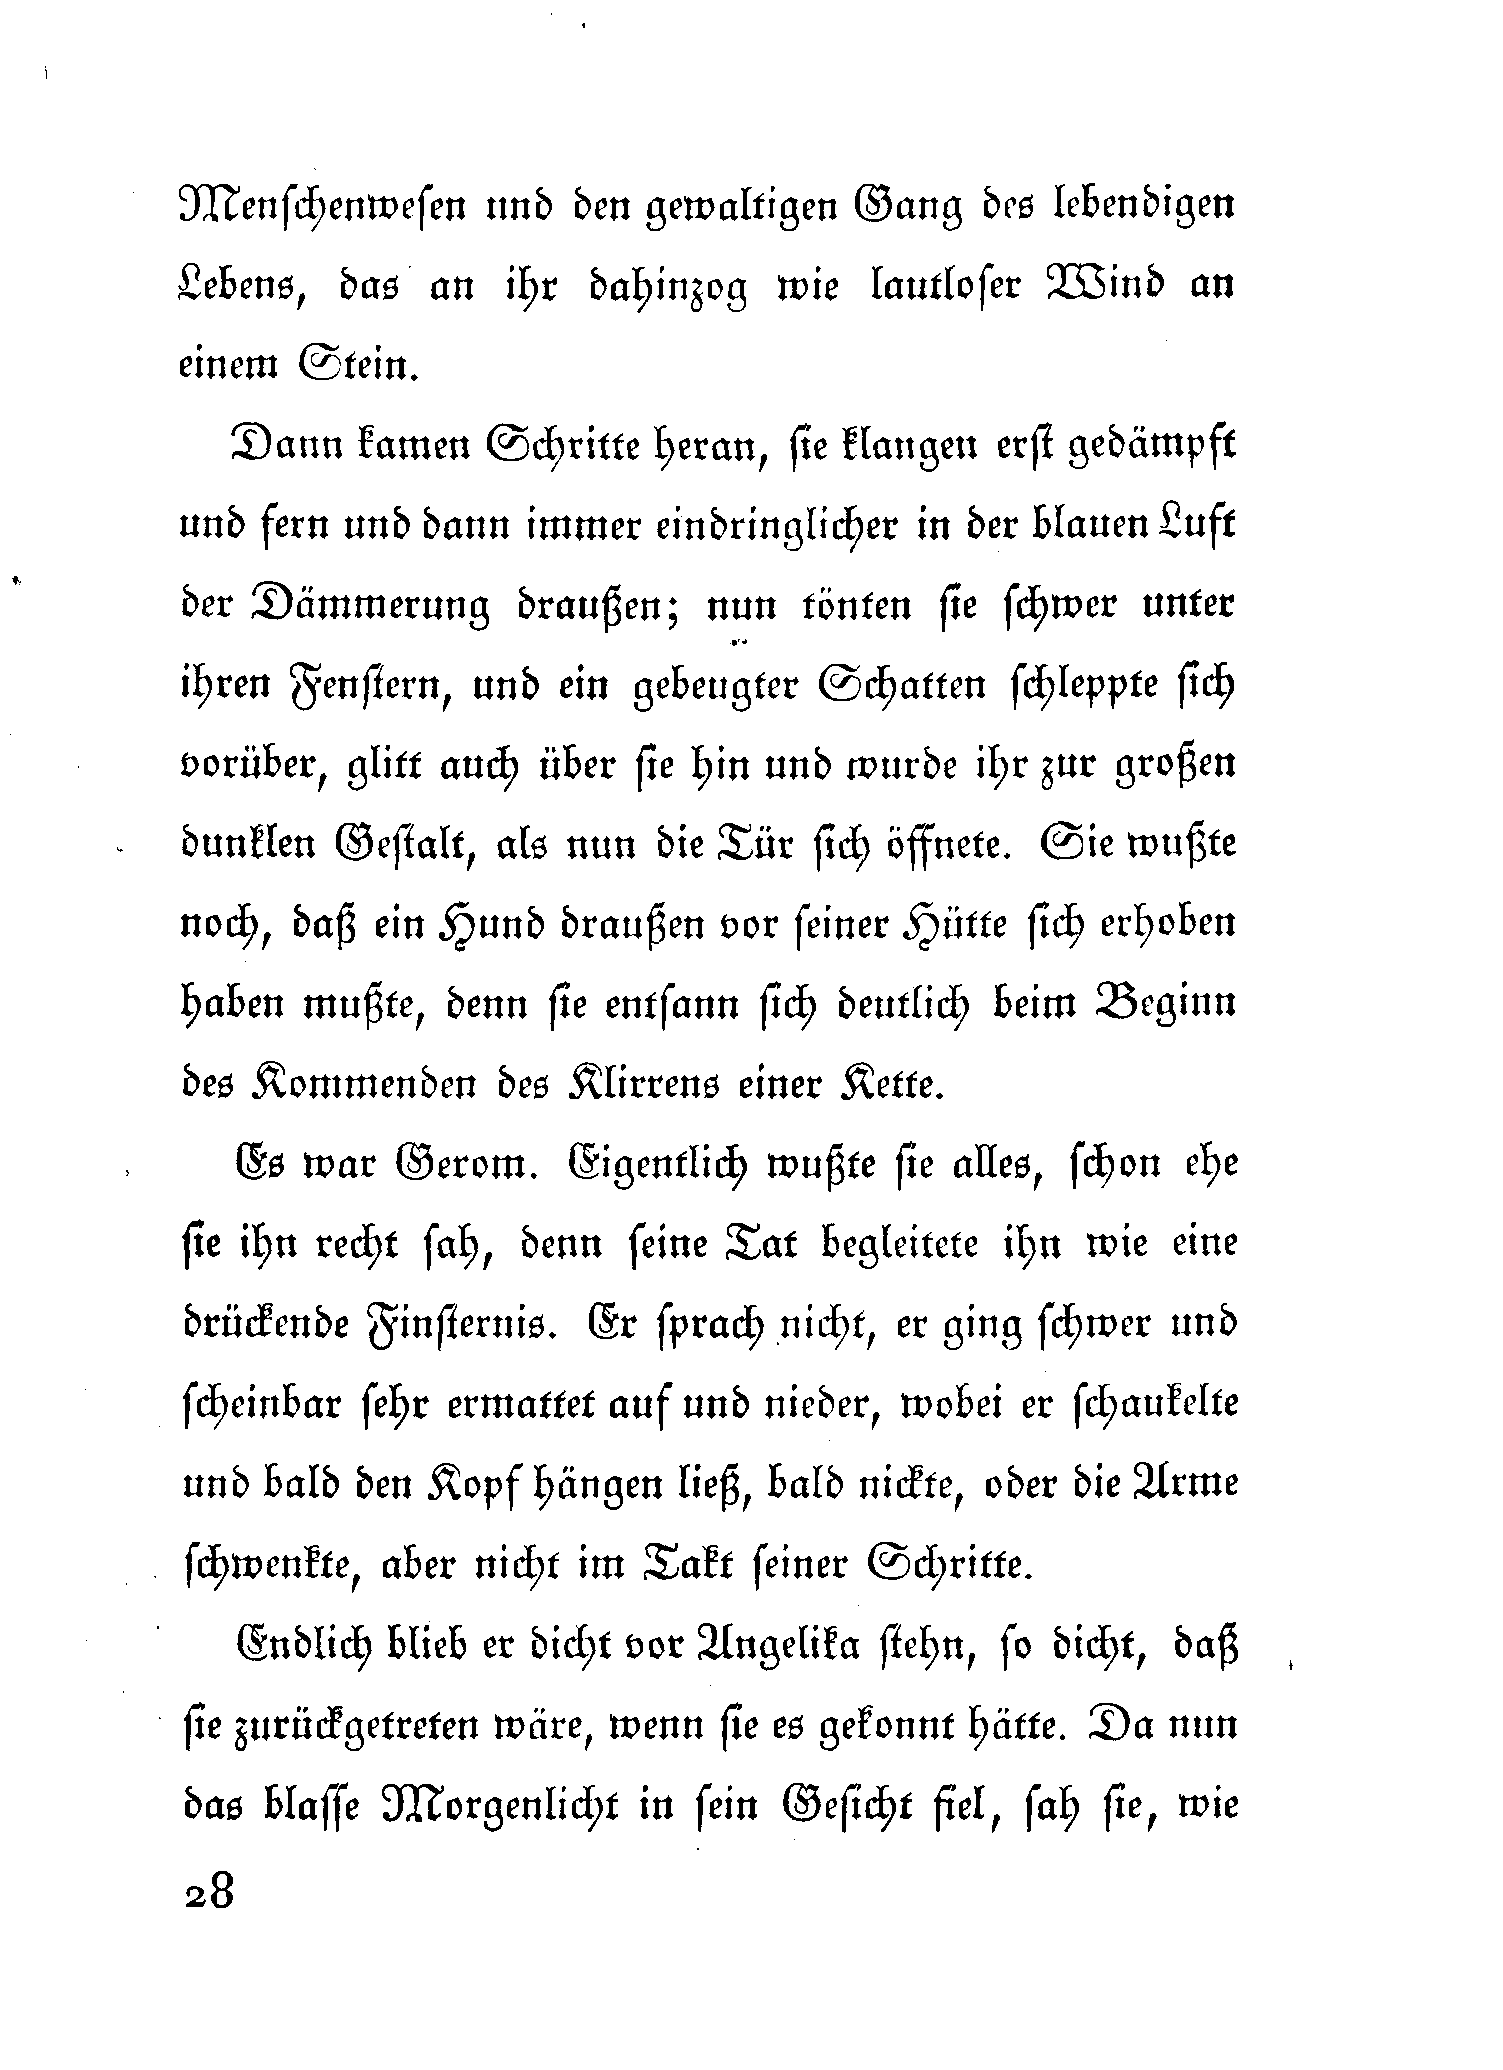 Menschenwesen und den gewaltigen Gang des lebendigen
Lebens, das an ihr dahinzog wie lautloser Wind an
einem Stein.
Dann kamen Schritte heran, sie klangen erst gedämpft
und fern und dann immer eindringlicher in der blauen Luft
der Dämmerung draußen; nun tönten sie schwer unter
ihren Fenstern, und ein gebeugter Schatten schleppte sich
vorüber, glitt auch über sie hin und wurde ihr zur großen
dunklen Gestalt, als nun die Tür sich öffnete. Sie wußte
noch, daß ein Hund draußen vor seiner Hütte sich erhoben
haben mußte, denn sie entsann sich deutlich beim Beginn
des Kommenden des Klirrens einer Kette.
Es war Gerom. Eigentlich wußte sie alles, schon ehe
sie ihn recht sah, denn seine Tat begleitete ihn wie eine
drückende Finsternis. Er sprach nicht, er ging schwer und
scheinbar sehr ermattet auf und nieder, wobei er schaukelte
und bald den Kopf hängen ließ, bald nickte, oder die Arme
schwenkte, aber nicht im Takt seiner Schritte.
Endlich blieb er dicht vor Angelika stehn, so dicht, daß
sie zurückgetreten wäre, wenn sie es gekonnt hätte. Da nun
das blasse Morgenlicht in sein Gesicht fiel, sah sie, wie
28